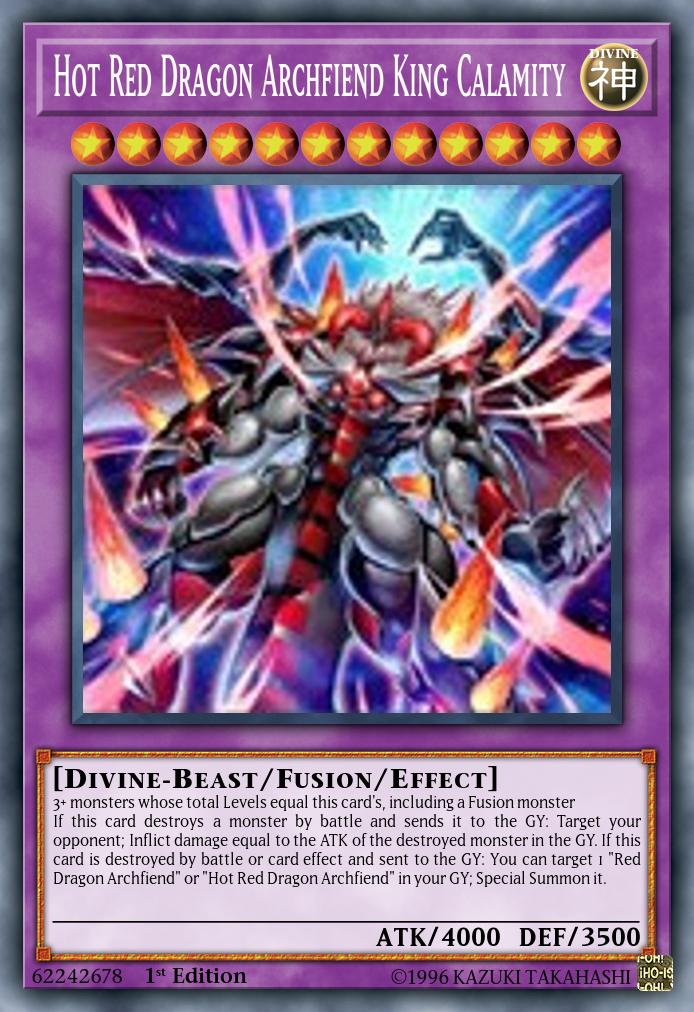 HOT RED DRAGON ARCHFIEND KING CALAMITY
DIVINE
神
[DIVINE-BEAST/FUSION/EFFECT]
3+ monsters whose total Levels equal this card's, including a Fusion monster
If this card destroys a monster by battle and sends it to the GY: Target your
opponent; Inflict damage equal to the ATK of the destroyed monster in the GY. If this
card is destroyed by battle or card effect and sent to the GY: You can target 1 "Red
Dragon Archfiend" or "Hot Red Dragon Archfiend" in your GY; Special Summon it.
ATK/4000 DEF/3500
62242678 1st Edition ©1996 KAZUKI TAKAHASHI